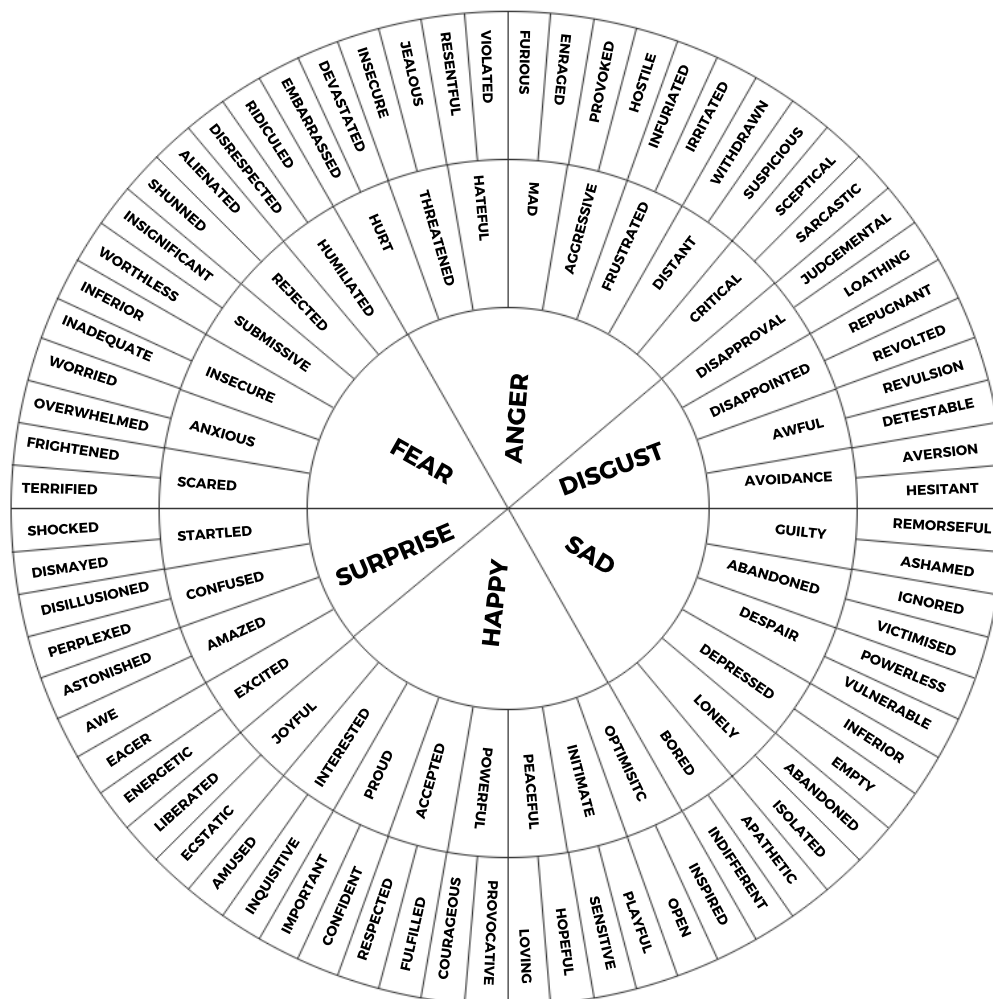 ANGER
DISGUST
SAD
HAPPY
SURPRISE
FEAR
MAD
AGGRESSIVE
FRUSTRATED
DISTANT
CRITICAL
DISAPPROVAL
DISAPPOINTED
AWFUL
AVOIDANCE
GUILTY
ABANDONED
DESPAIR
DEPRESSED
LONELY
BORED
OPTIMISITC
INITIMATE
PEACEFUL
POWERFUL
ACCEPTED
PROUD
INTERESTED
JOYFUL
EXCITED
AMAZED
CONFUSED
STARTLED
SCARED
ANXIOUS
INSECURE
SUBMISSIVE
REJECTED
HUMILIATED
HURT
THREATENED
HATEFUL
FURIOUS
ENRAGED
PROVOKED
HOSTILE
INFURIATED
IRRITATED
WITHDRAWN
SUSPICIOUS
SCEPTICAL
SARCASTIC
JUDGEMENTAL
LOATHING
REPUGNANT
REVOLTED
REVULSION
DETESTABLE
AVERSION
HESITANT
REMORSEFUL
ASHAMED
IGNORED
VICTIMISED
POWERLESS
VULNERABLE
INFERIOR
EMPTY
ABANDONED
ISOLATED
APATHETIC
INDIFFERENT
INSPIRED
OPEN
PLAYFUL
SENSITIVE
HOPEFUL
LOVING
PROVOCATIVE
COURAGEOUS
FULFILLED
RESPECTED
CONFIDENT
IMPORTANT
INQUISITIVE
AMUSED
ECSTATIC
LIBERATED
ENERGETIC
EAGER
AWE
ASTONISHED
PERPLEXED
DISILLUSIONED
DISMAYED
SHOCKED
TERRIFIED
FRIGHTENED
OVERWHELMED
WORRIED
INADEQUATE
INFERIOR
WORTHLESS
INSIGNIFICANT
SHUNNED
ALIENATED
DISRESPECTED
RIDICULED
EMBARRASSED
DEVASTATED
INSECURE
JEALOUS
RESENTFUL
VIOLATED